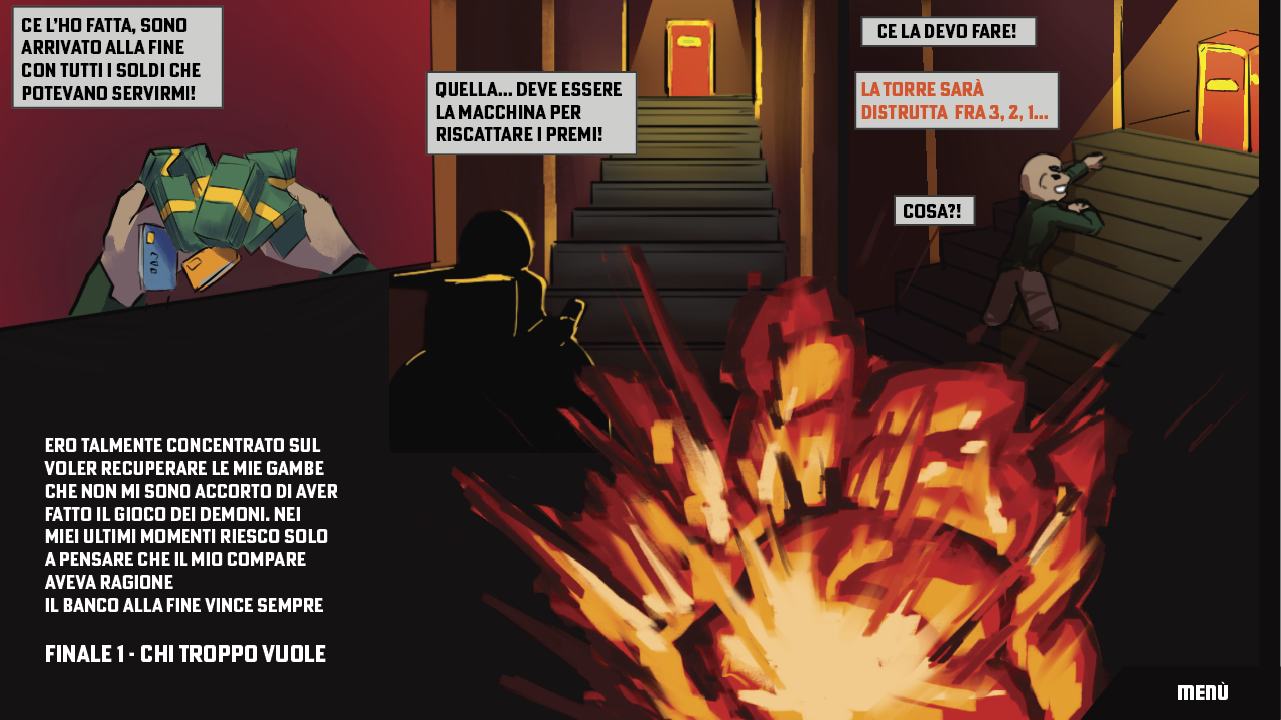 CE L'HO FATTA, SONO
ARRIVATO ALLA FINE
CON TUTTI I SOLDI CHE
POTEVANO SERVIRMI!
QUELLA... DEVE ESSERE
LA MACCHINA PER
RISCATTARE I PREMI!
CE LA DEVO FARE!
LA TORRE SARÀ
DISTRUTTA FRA 3, 2, 1...
COSA?!
ERO TALMENTE CONCENTRATO SUL
VOLER RECUPERARE LE MIE GAMBE
CHE NON MI SONO ACCORTO DI AVER
FATTO IL GIOCO DEI DEMONI. NEI
MIEI ULTIMI MOMENTI RIESCO SOLO
A PENSARE CHE IL MIO COMPARE
AVEVA RAGIONE
IL BANCO ALLA FINE VINCE SEMPRE
FINALE 1 - CHI TROPPO VUOLE
MENÙ